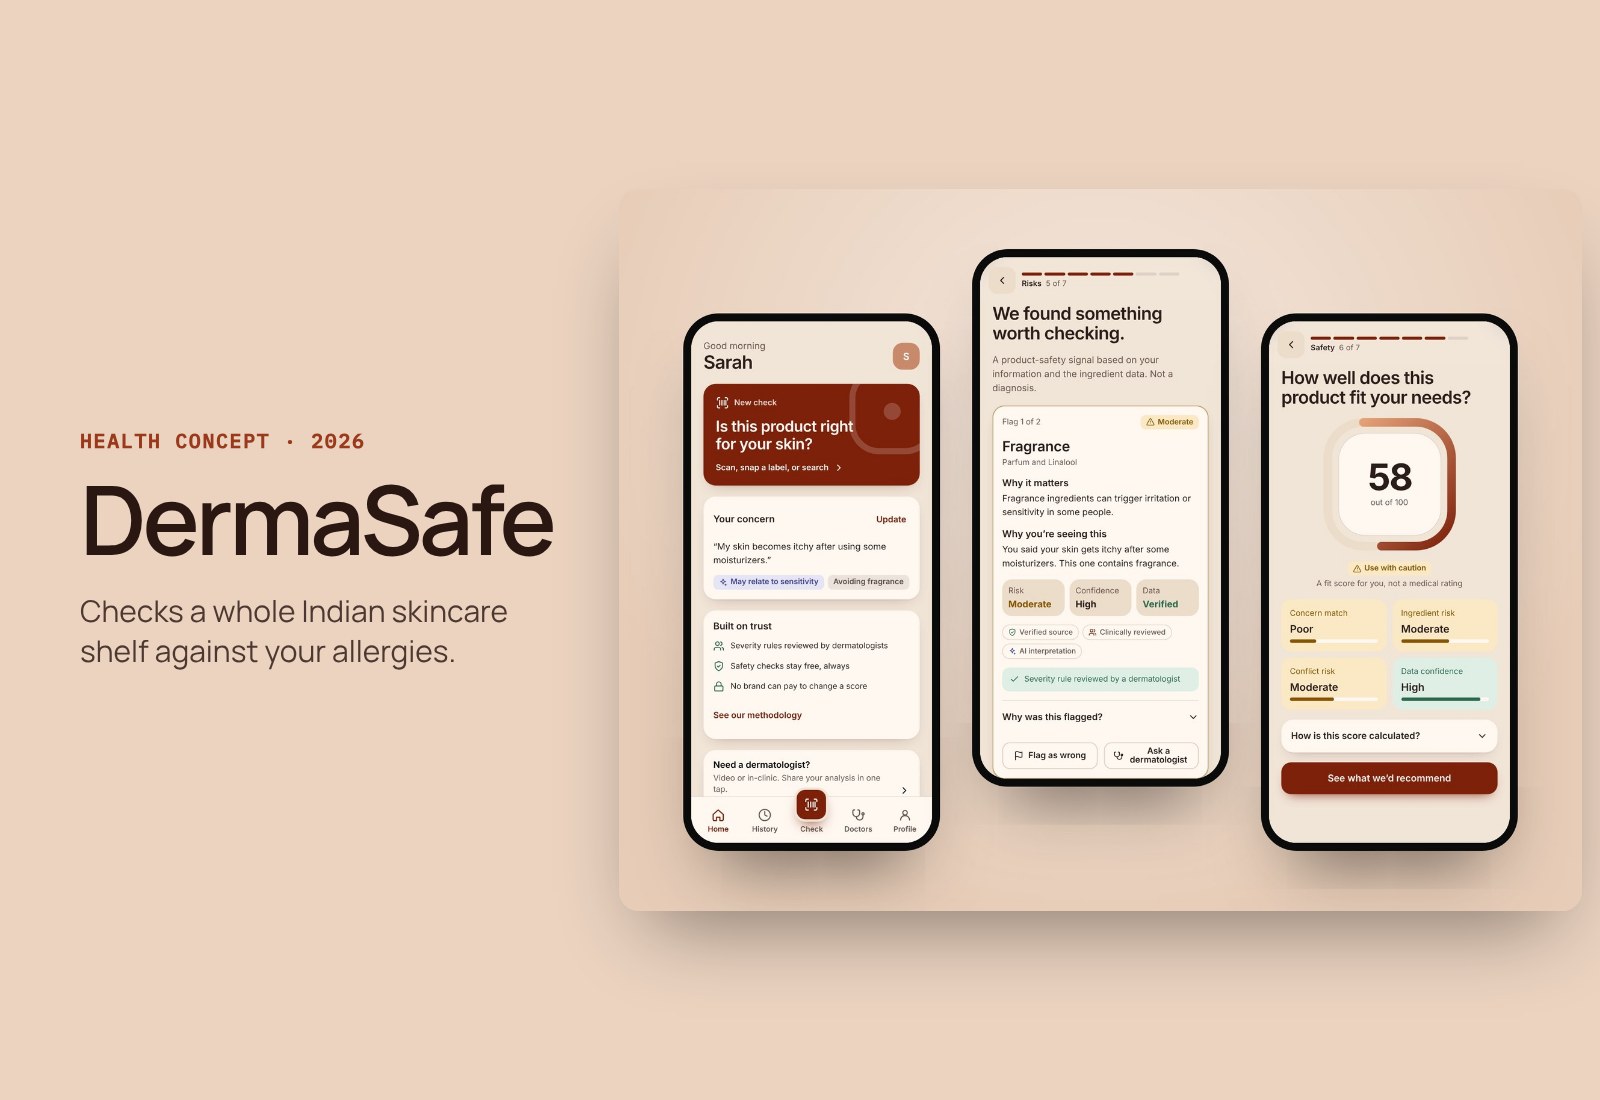 HEALTH CONCEPT · 2026
DermaSafe
Checks a whole Indian skincare
shelf against your allergies.
Good morning
Sarah
S
New check
Is this product right
for your skin?
Scan, snap a label, or search
Your concern
Update
“My skin becomes itchy after using some
moisturizers.”
May relate to sensitivity
Avoiding fragrance
Built on trust
Severity rules reviewed by dermatologists
Safety checks stay free, always
No brand can pay to change a score
See our methodology
Need a dermatologist?
Video or in-clinic. Share your analysis in one
tap.
Home
History
Check
Doctors
Profile
Risks 5 of 7
We found something
worth checking.
A product-safety signal based on your
information and the ingredient data. Not a
diagnosis.
Flag 1 of 2
Moderate
Fragrance
Parfum and Linalool
Why it matters
Fragrance ingredients can trigger irritation or
sensitivity in some people.
Why you’re seeing this
You said your skin gets itchy after some
moisturizers. This one contains fragrance.
Risk
Moderate
Confidence
High
Data
Verified
Verified source
Clinically reviewed
AI interpretation
Severity rule reviewed by a dermatologist
Why was this flagged?
Flag as wrong
Ask a
dermatologist
Safety 6 of 7
How well does this
product fit your needs?
58
out of 100
Use with caution
A fit score for you, not a medical rating
Concern match
Poor
Ingredient risk
Moderate
Conflict risk
Moderate
Data confidence
High
How is this score calculated?
See what we’d recommend